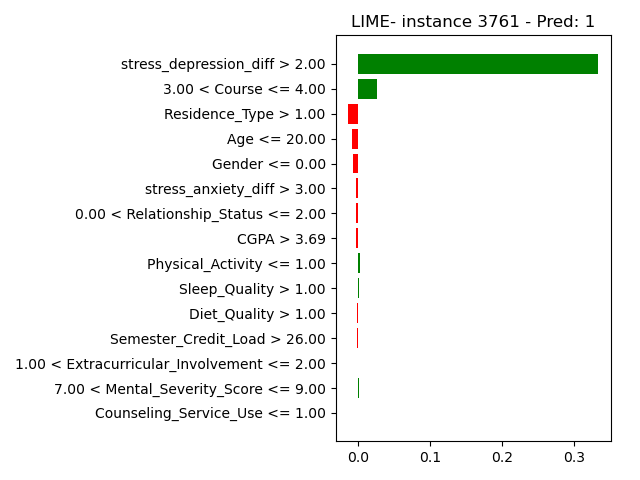 LIME- instance 3761 - Pred: 1
stress_depression_diff > 2.00
3.00 < Course <= 4.00
Residence_Type > 1.00
Age <= 20.00
Gender <= 0.00
stress_anxiety_diff > 3.00
0.00 < Relationship_Status <= 2.00
CGPA > 3.69
Physical_Activity <= 1.00
Sleep_Quality > 1.00
Diet_Quality > 1.00
Semester_Credit_Load > 26.00
1.00 < Extracurricular_Involvement <= 2.00
7.00 < Mental_Severity_Score <= 9.00
Counseling_Service_Use <= 1.00
0.0 0.1 0.2 0.3